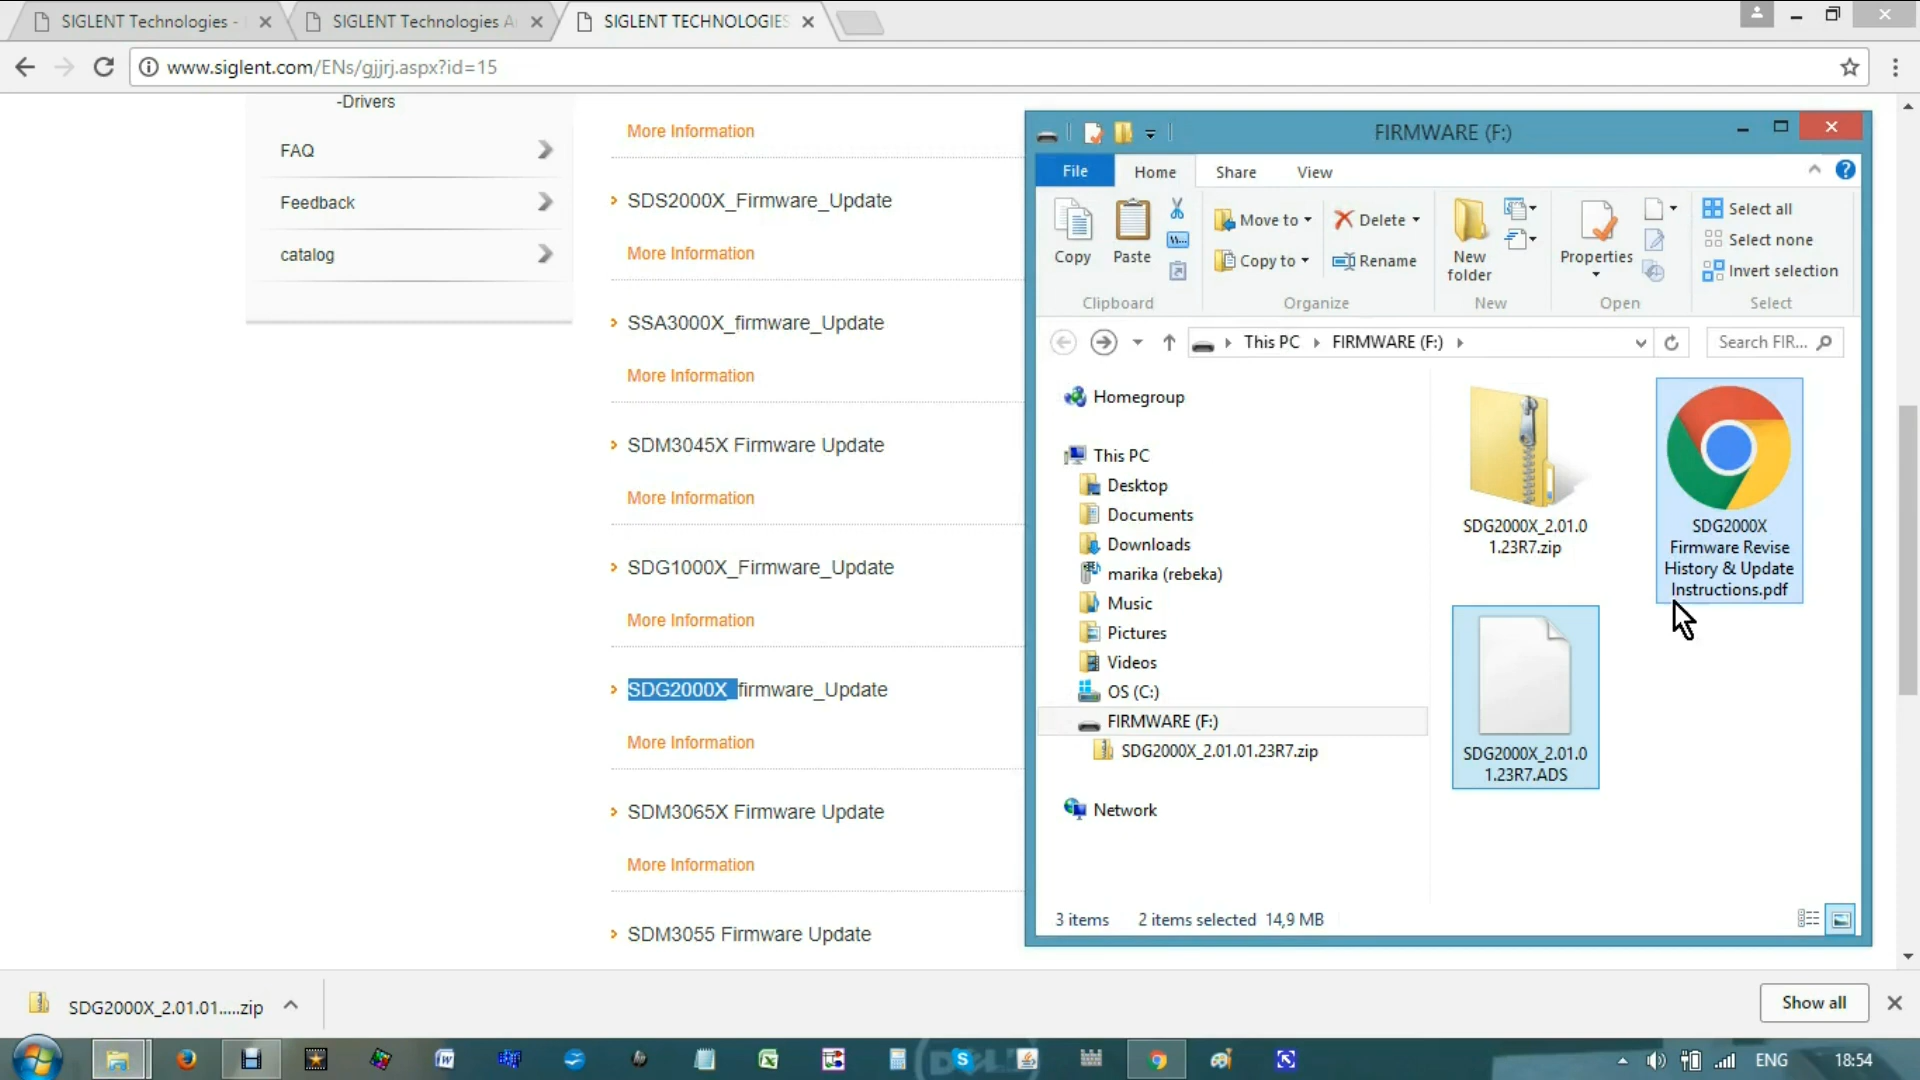 SIGLENT Technologies -
SIGLENT Technologies A
SIGLENT TECHNOLOGIES
www.siglent.com/ENs/gjjrj.aspx?id=15
-Drivers
FAQ
Feedback
catalog
More Information
SDS2000X_Firmware_Update
More Information
SSA3000X_firmware_Update
More Information
SDM3045X Firmware Update
More Information
SDG1000X_Firmware_Update
More Information
SDG2000X_firmware_Update
More Information
SDM3065X Firmware Update
More Information
SDM3055 Firmware Update
FIRMWARE (F:)
File Home Share View
Copy
Paste
Move to
Copy to
Delete
Rename
New
folder
Properties
Select all
Select none
Invert selection
Clipboard Organize New Open Select
This PC FIRMWARE (F:)
Search FIR...
Homegroup
This PC
Desktop
Documents
Downloads
marika (rebeka)
Music
Pictures
Videos
OS (C:)
FIRMWARE (F:)
SDG2000X_2.01.01.23R7.zip
Network
SDG2000X_2.01.0
1.23R7.zip
SDG2000X
Firmware Revise
History & Update
Instructions.pdf
SDG2000X_2.01.0
1.23R7.ADS
3 items 2 items selected 14,9 MB
SDG2000X_2.01.01.....zip
Show all
ENG 18:54